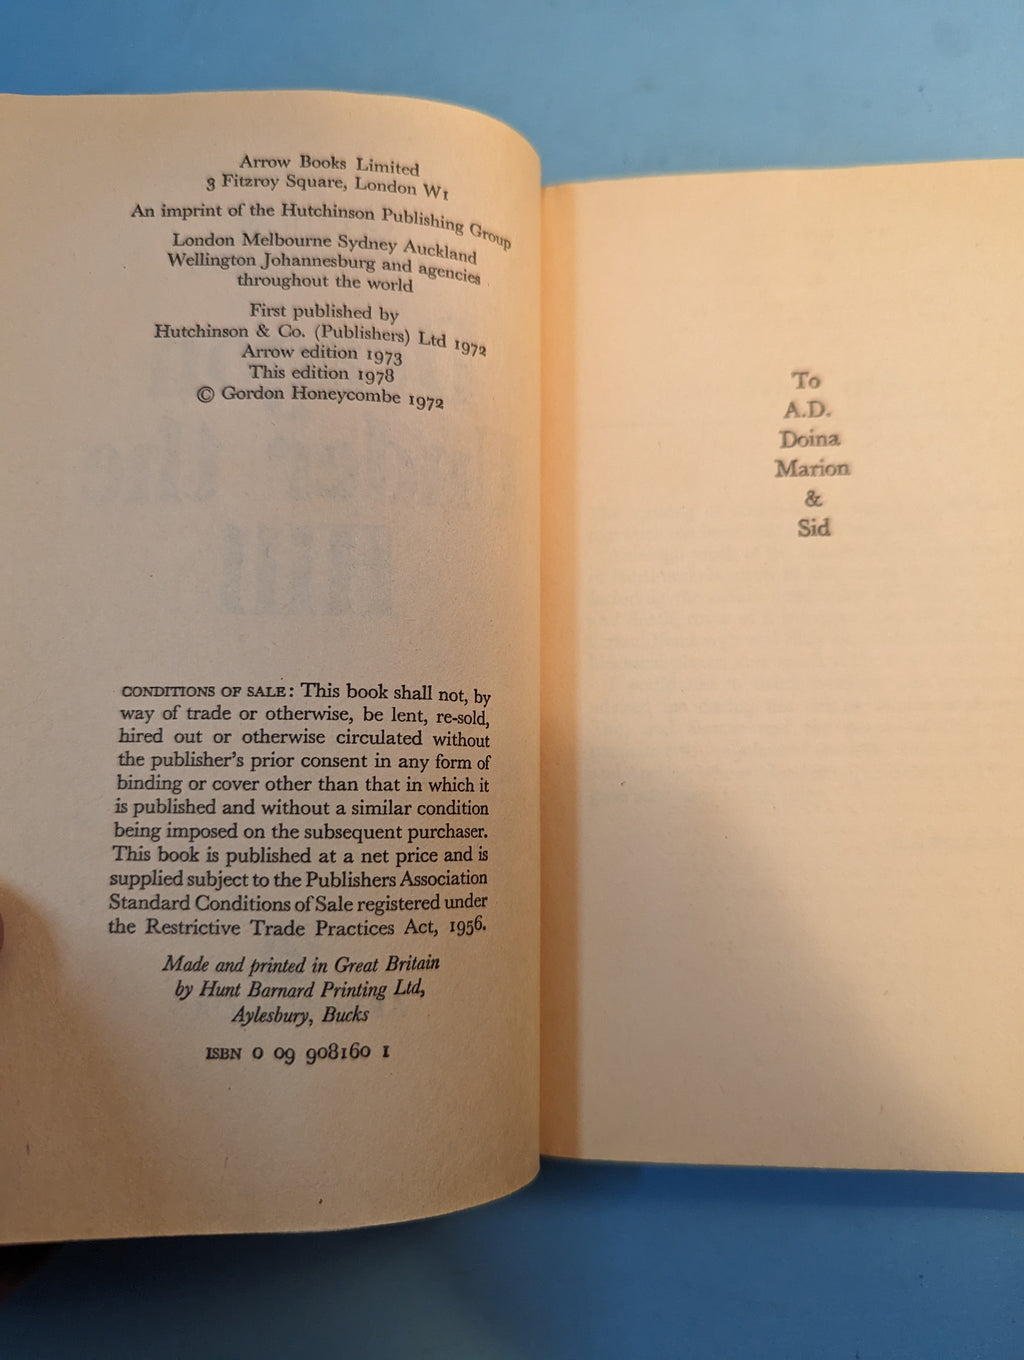 Arrow Books Limited
3 Fitzroy Square, London W1
An imprint of the Hutchinson Publishing Group
London Melbourne Sydney Auckland
Wellington Johannesburg and agencies
throughout the world
First published by
Hutchinson & Co. (Publishers) Ltd 1972
Arrow edition 1973
This edition 1978
© Gordon Honeycombe 1972
CONDITIONS OF SALE: This book shall not, by
way of trade or otherwise, be lent, re-sold,
hired out or otherwise circulated without
the publisher's prior consent in any form of
binding or cover other than that in which it
is published and without a similar condition
being imposed on the subsequent purchaser.
This book is published at a net price and is
supplied subject to the Publishers Association
Standard Conditions of Sale registered under
the Restrictive Trade Practices Act, 1956.
Made and printed in Great Britain
by Hunt Barnard Printing Ltd,
Aylesbury, Bucks
ISBN 0 09 908160 1
To
A.D.
Doina
Marion
&
Sid